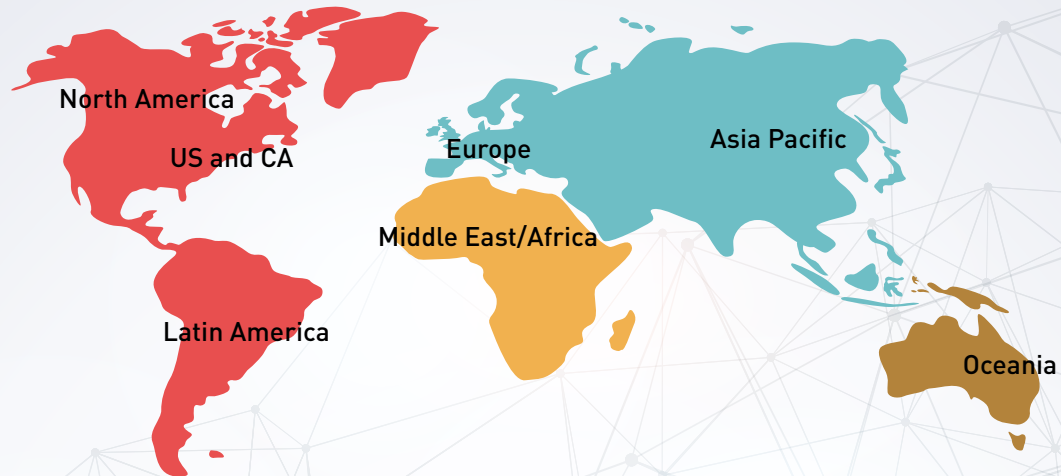 North America
US and CA
Europe
Asia Pacific
Middle East/Africa
Latin America
Oceania